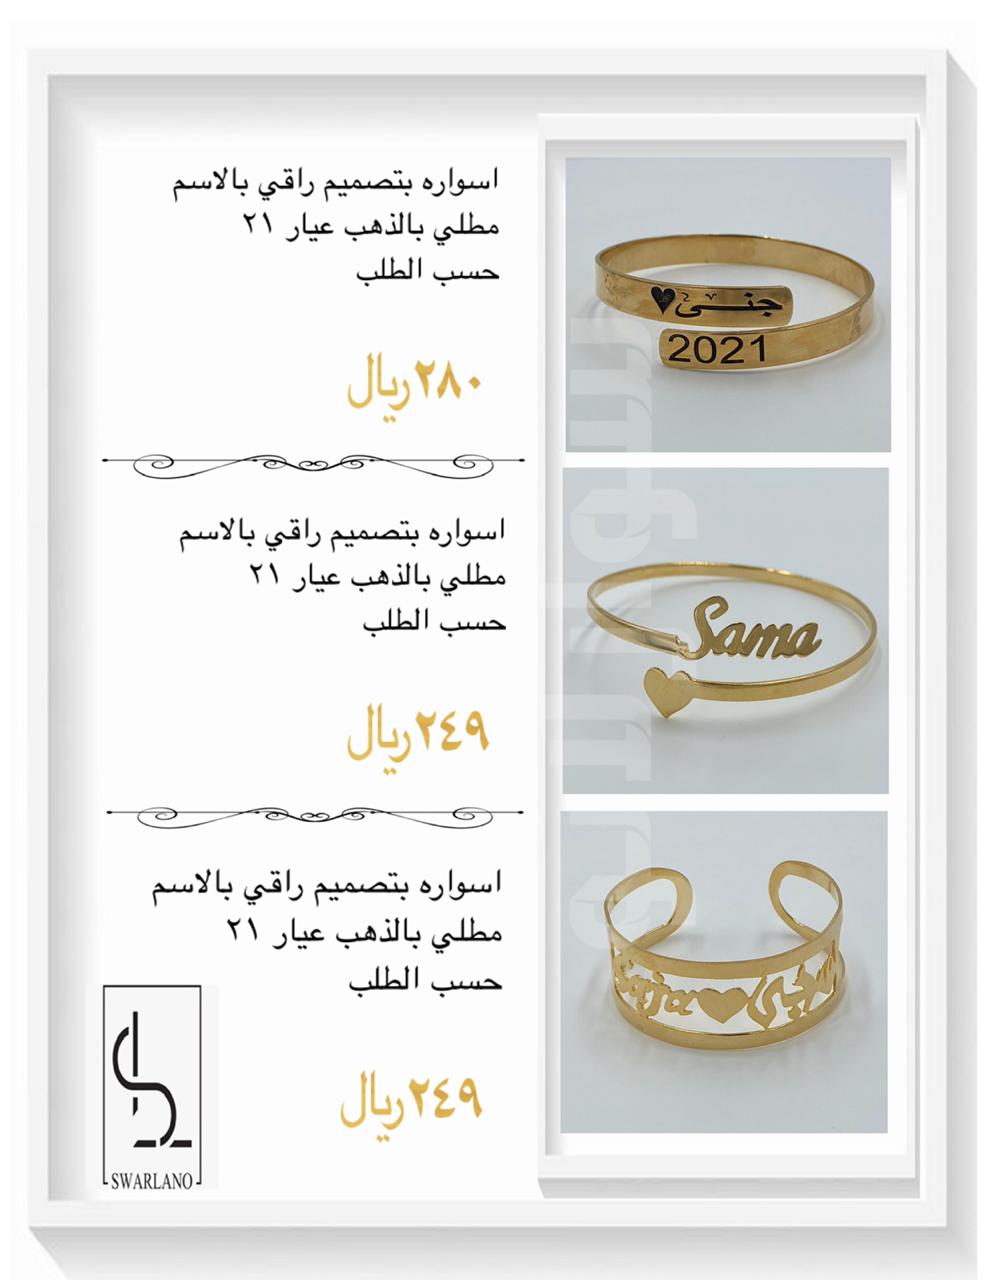 اسواره بتصميم راقي بالاسم
مطلي بالذهب عيار ٢١
حسب الطلب
٢٨٠ريال
جنى
2021
اسواره بتصميم راقي بالاسم
مطلي بالذهب عيار ٢١
حسب الطلب
٢٤٩ريال
Sama
اسواره بتصميم راقي بالاسم
مطلي بالذهب عيار ٢١
حسب الطلب
٢٤٩ريال
SWARLANO